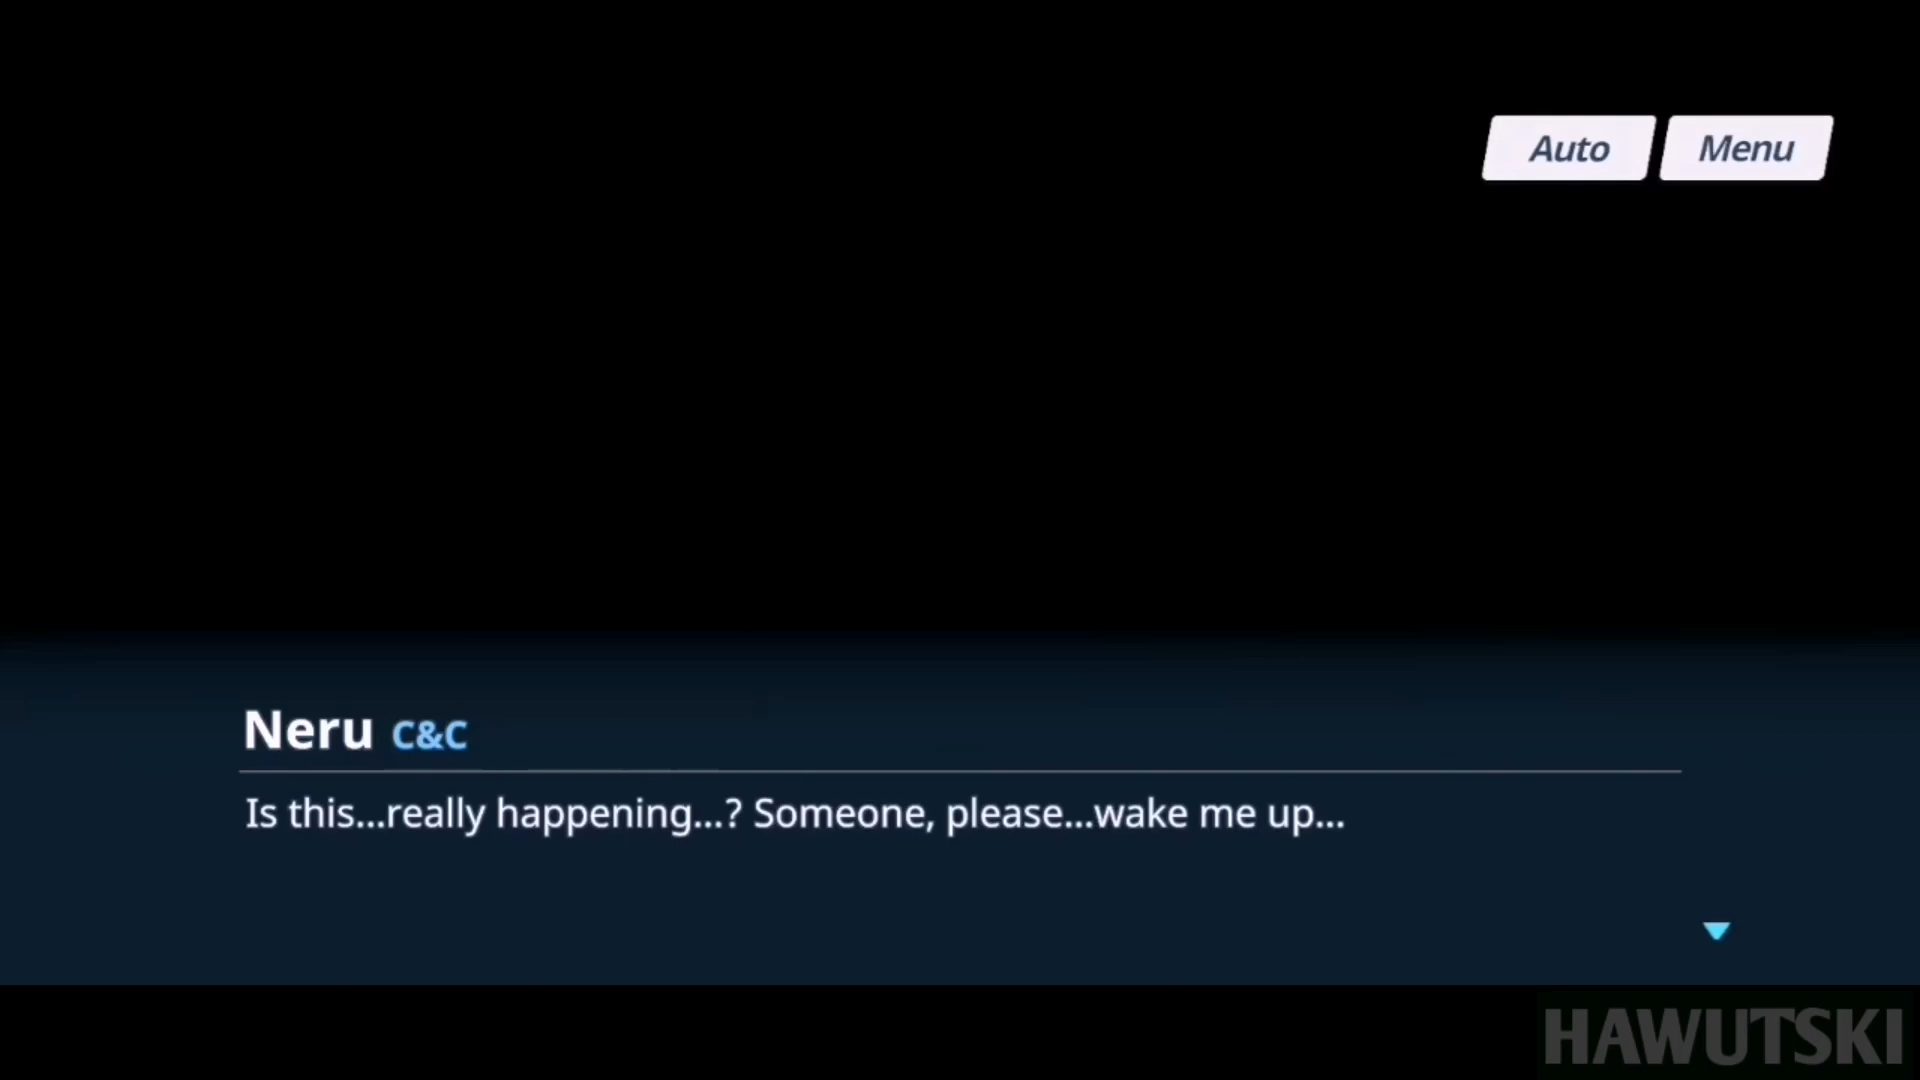 Auto Menu
Neru C&C
Is this...really happening...? Someone, please...wake me up...
HAWUTSKI